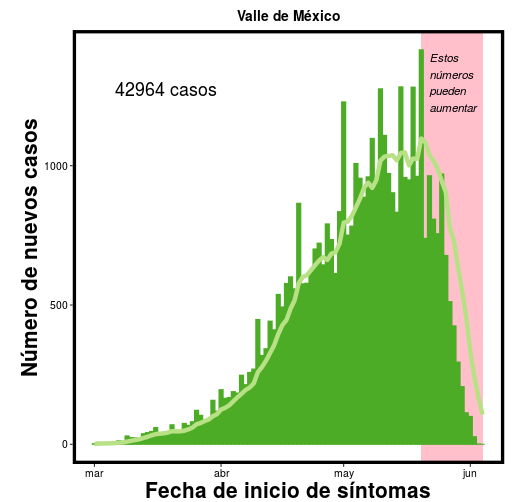 Valle de México
42964 casos
Estos
números
pueden
aumentar
Número de nuevos casos
1000
500
0
mar
abr
may
jun
Fecha de inicio de síntomas